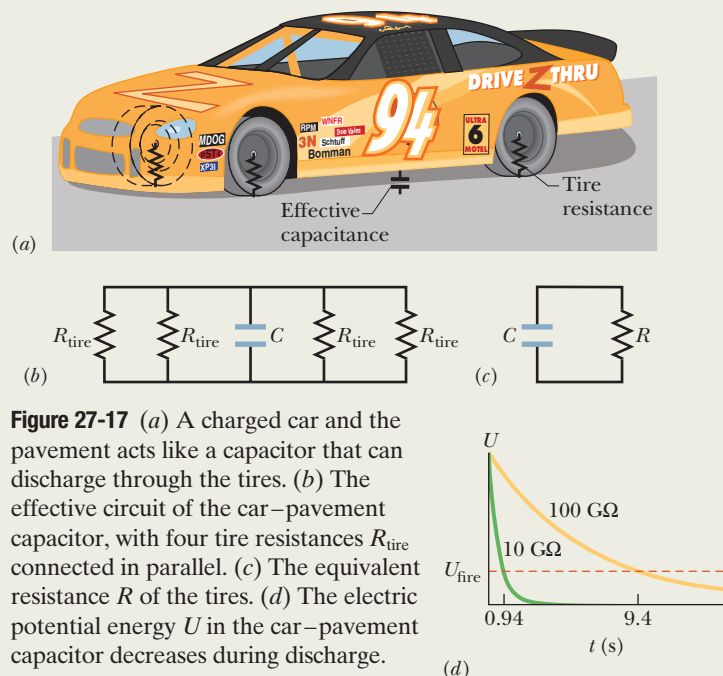 94
DRIVE Z THRU
94
MDOG
PST
XP3I
RPM
WNFR
True Vales
3N
Schtuff
Bomman
ULTRA
6
MOTEL
Effective
capacitance
Tire
resistance
(a)
R_tire
R_tire
C
R_tire
R_tire
(b)
C
R
(c)
Figure 27-17 (a) A charged car and the
pavement acts like a capacitor that can
discharge through the tires. (b) The
effective circuit of the car–pavement
capacitor, with four tire resistances R_tire
connected in parallel. (c) The equivalent
resistance R of the tires. (d) The electric
potential energy U in the car–pavement
capacitor decreases during discharge.
U
100 GΩ
10 GΩ
U_fire
0.94
9.4
t (s)
(d)